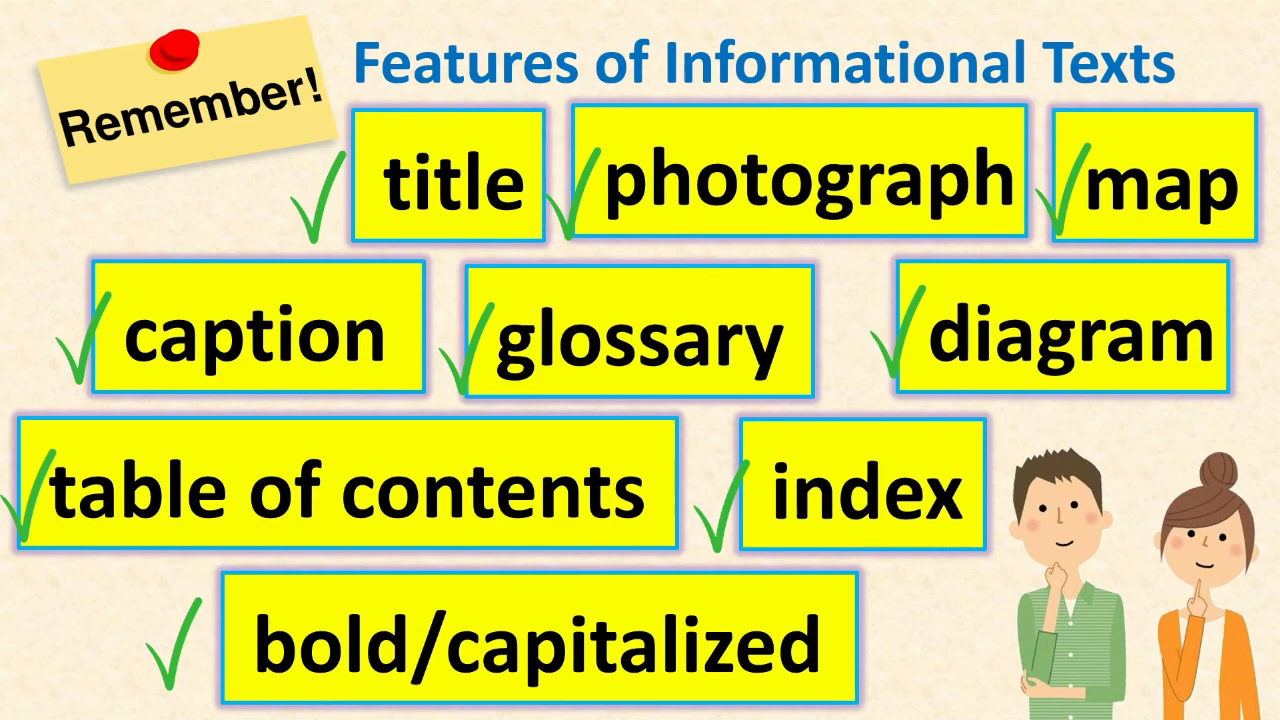 Remember!
Features of Informational Texts
title photograph map
caption glossary diagram
table of contents index
bold/capitalized